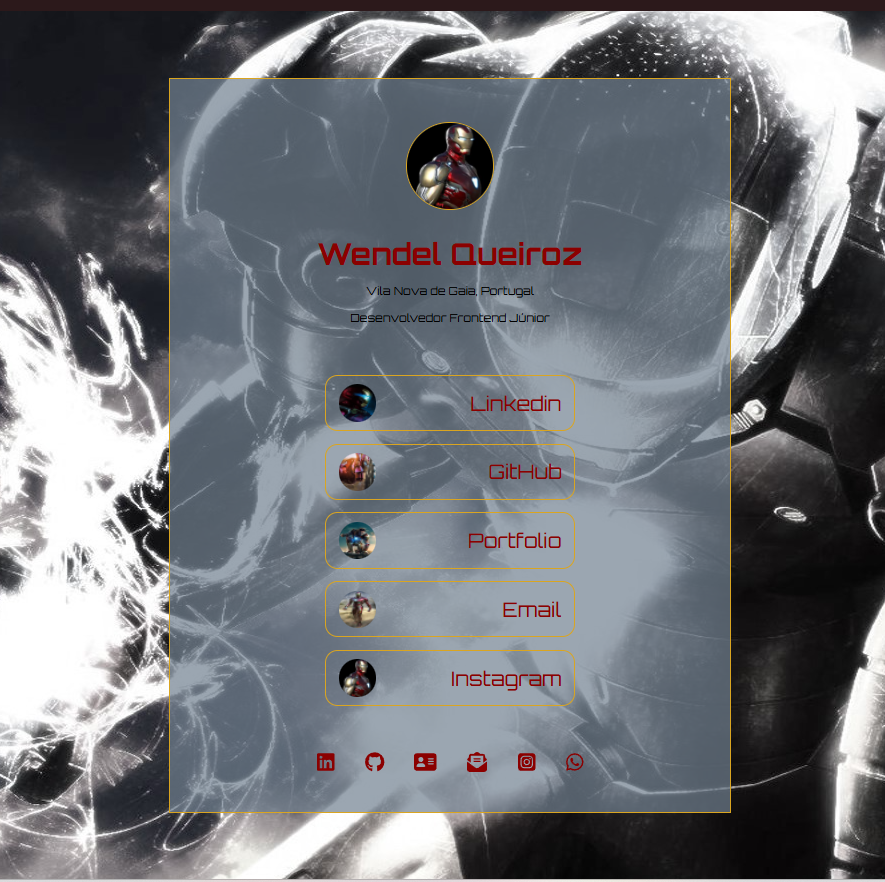 Wendel Queiroz
Vila Nova de Gaia, Portugal
Desenvolvedor Frontend Júnior
Linkedin
GitHub
Portfolio
Email
Instagram